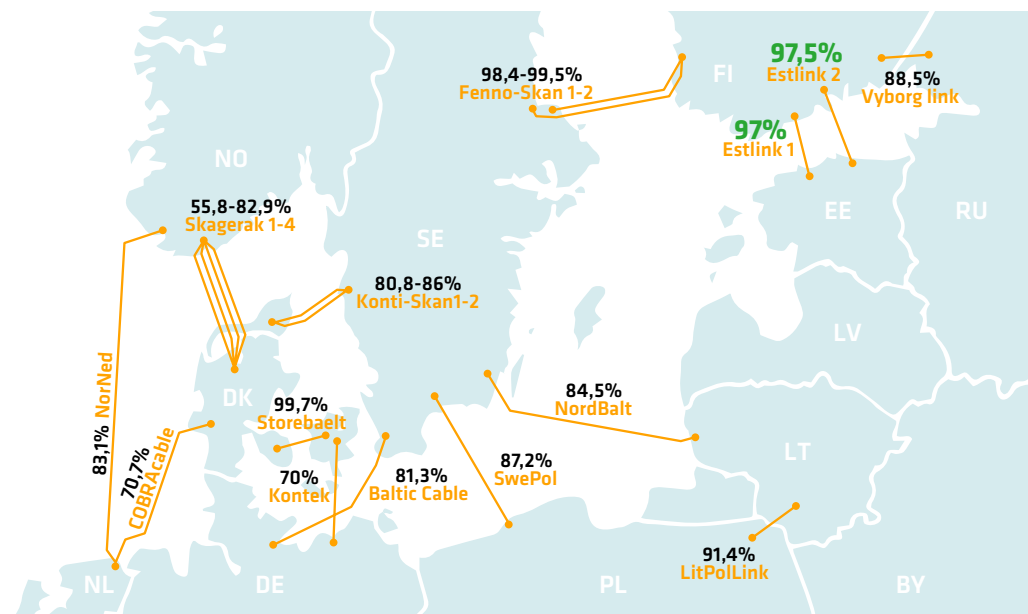 98,4-99,5%
Fenno-Skan 1-2
FI
97,5%
Estlink 2
88,5%
Vyborg link
97%
Estlink 1
NO
55,8-82,9%
Skagerak 1-4
SE
EE
RU
80,8-86%
Konti-Skan1-2
LV
83,1% NorNed
DK
99,7%
Storebaelt
84,5%
NordBalt
70,7%
COBRAcable
70%
Kontek
81,3%
Baltic Cable
87,2%
SwePol
LT
91,4%
LitPolLink
NL
DE
PL
BY